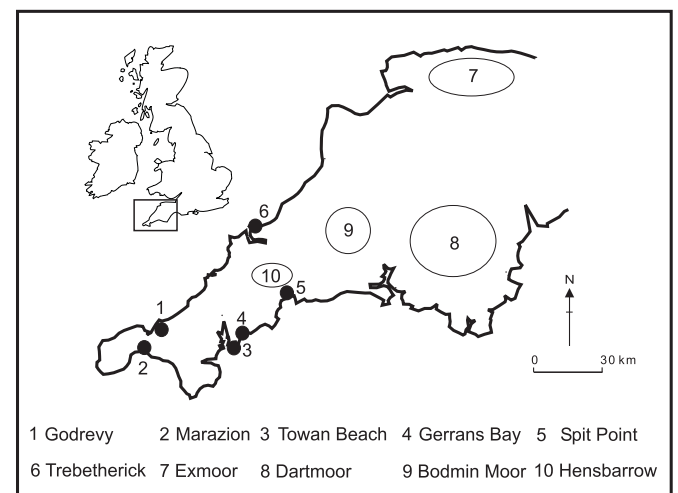 7
6
9
8
10
5
N
1
4
3
2
0 30 km
1 Godrevy 2 Marazion 3 Towan Beach 4 Gerrans Bay 5 Spit Point
6 Trebetherick 7 Exmoor 8 Dartmoor 9 Bodmin Moor 10 Hensbarrow